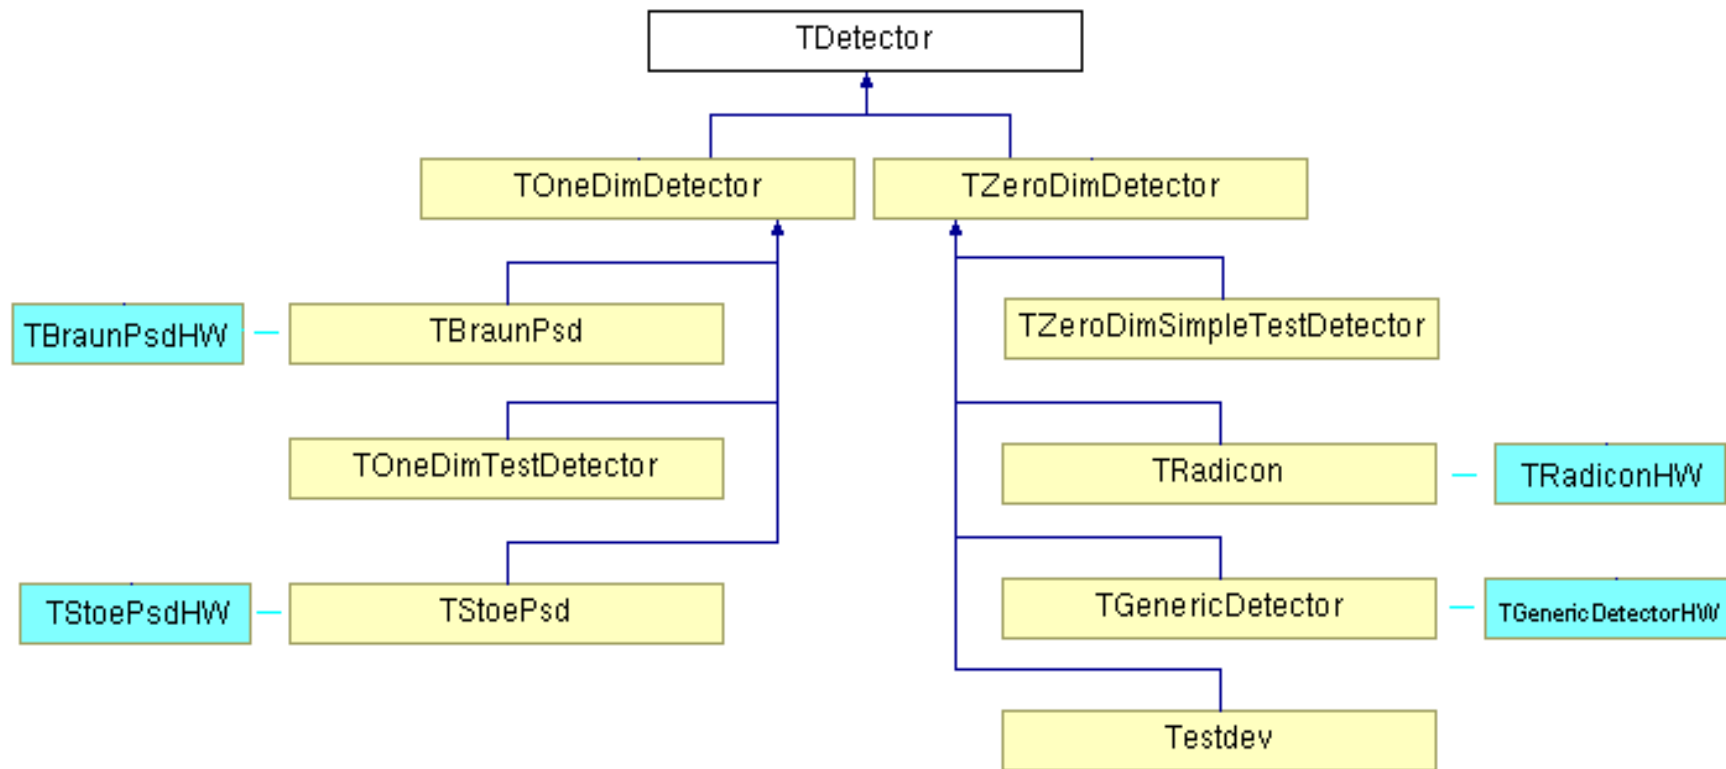 TDetector
TOneDimDetector
TZeroDimDetector
TBraunPsdHW
TBraunPsd
TZeroDimSimpleTestDetector
TOneDimTestDetector
TRadicon
TRadiconHW
TStoePsdHW
TStoePsd
TGenericDetector
TGenericDetectorHW
Testdev